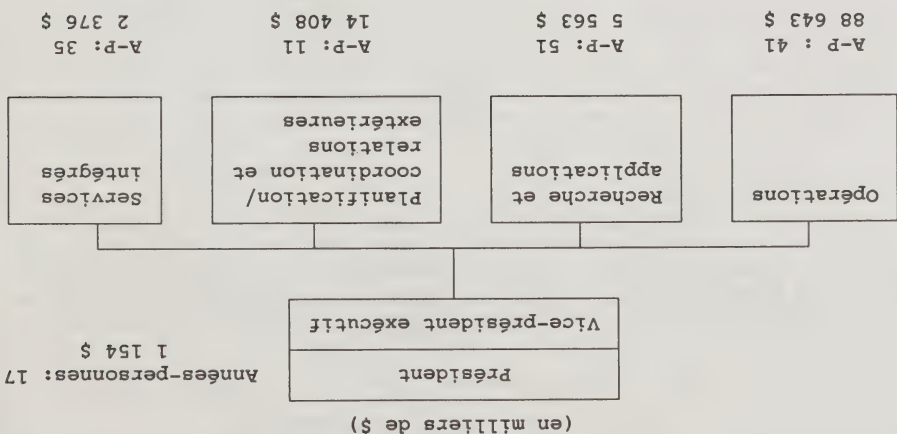 (en milliers de $)
Président
Vice-président exécutif
Années-personnes: 17
1 154 $
Opérations
Recherche et
applications
Planification/
coordination et
relations
extérieures
Services
intégrés
A-P : 41
88 643 $
A-P: 51
5 563 $
A-P: 11
14 408 $
A-P: 35
2 376 $